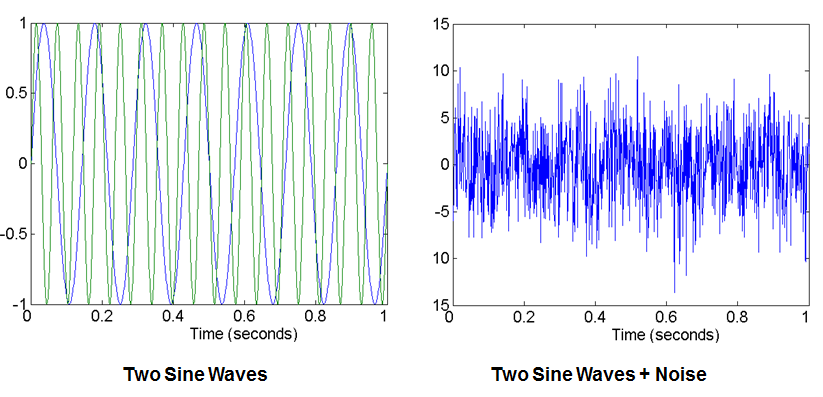 1
0.5
0
-0.5
-1
0 0.2 0.4 0.6 0.8 1
Time (seconds)
Two Sine Waves
15
10
5
0
-5
10
15
0 0.2 0.4 0.6 0.8 1
Time (seconds)
Two Sine Waves + Noise